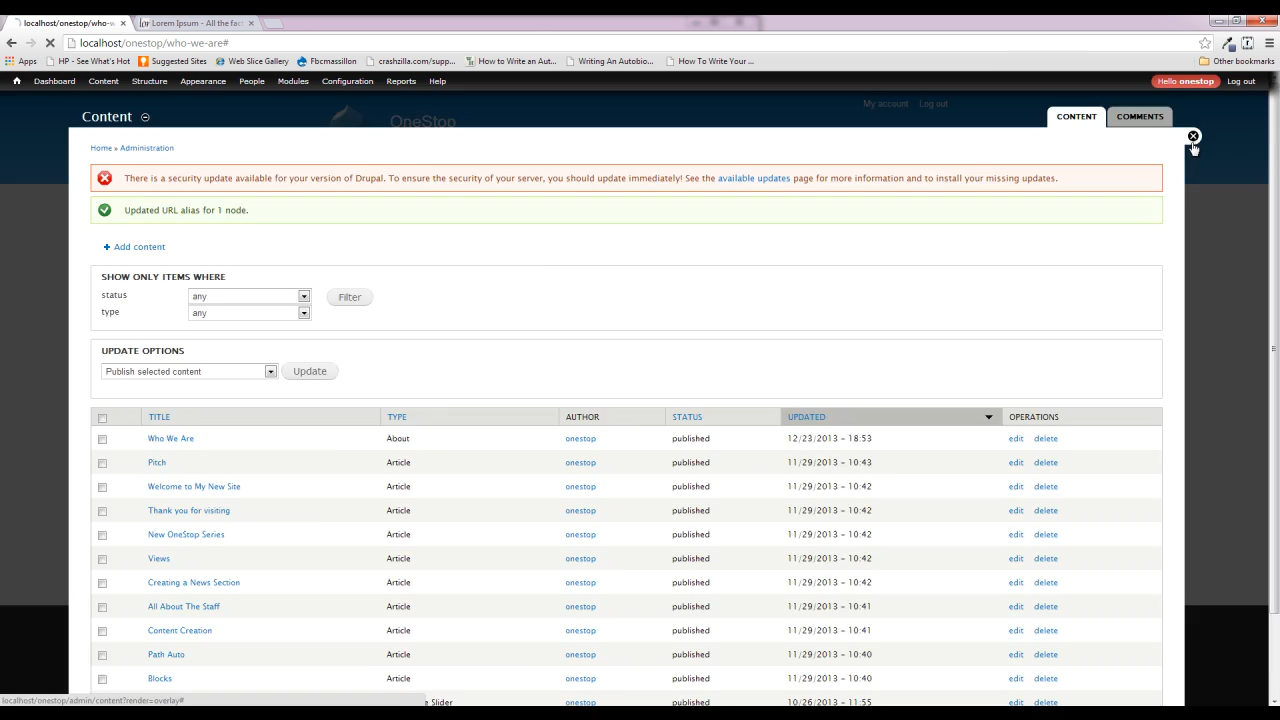 localhost/onestop/who-w
Lorem Ipsum - All the fac
localhost/onestop/who-we-are#
Apps HP - See What's Hot Suggested Sites Web Slice Gallery Fbcmassillon crashzilla.com/supp... How to Write an Aut... Writing An Autobio... How To Write Your ... Other bookmarks
Dashboard Content Structure Appearance People Modules Configuration Reports Help Hello onestop Log out
My account Log out
OneStop
Content CONTENT COMMENTS
Home » Administration
There is a security update available for your version of Drupal. To ensure the security of your server, you should update immediately! See the available updates page for more information and to install your missing updates.
Updated URL alias for 1 node.
+ Add content
SHOW ONLY ITEMS WHERE
status any Filter
type any
UPDATE OPTIONS
Publish selected content Update
TITLE TYPE AUTHOR STATUS UPDATED OPERATIONS
Who We Are About onestop published 12/23/2013 - 18:53 edit delete
Pitch Article onestop published 11/29/2013 - 10:43 edit delete
Welcome to My New Site Article onestop published 11/29/2013 - 10:42 edit delete
Thank you for visiting Article onestop published 11/29/2013 - 10:42 edit delete
New OneStop Series Article onestop published 11/29/2013 - 10:42 edit delete
Views Article onestop published 11/29/2013 - 10:42 edit delete
Creating a News Section Article onestop published 11/29/2013 - 10:42 edit delete
All About The Staff Article onestop published 11/29/2013 - 10:41 edit delete
Content Creation Article onestop published 11/29/2013 - 10:41 edit delete
Path Auto Article onestop published 11/29/2013 - 10:40 edit delete
Blocks Article onestop published 11/29/2013 - 10:40 edit delete
e Slider onestop published 10/26/2013 - 11:55 edit delete
localhost/onestop/admin/content?render=overlay#